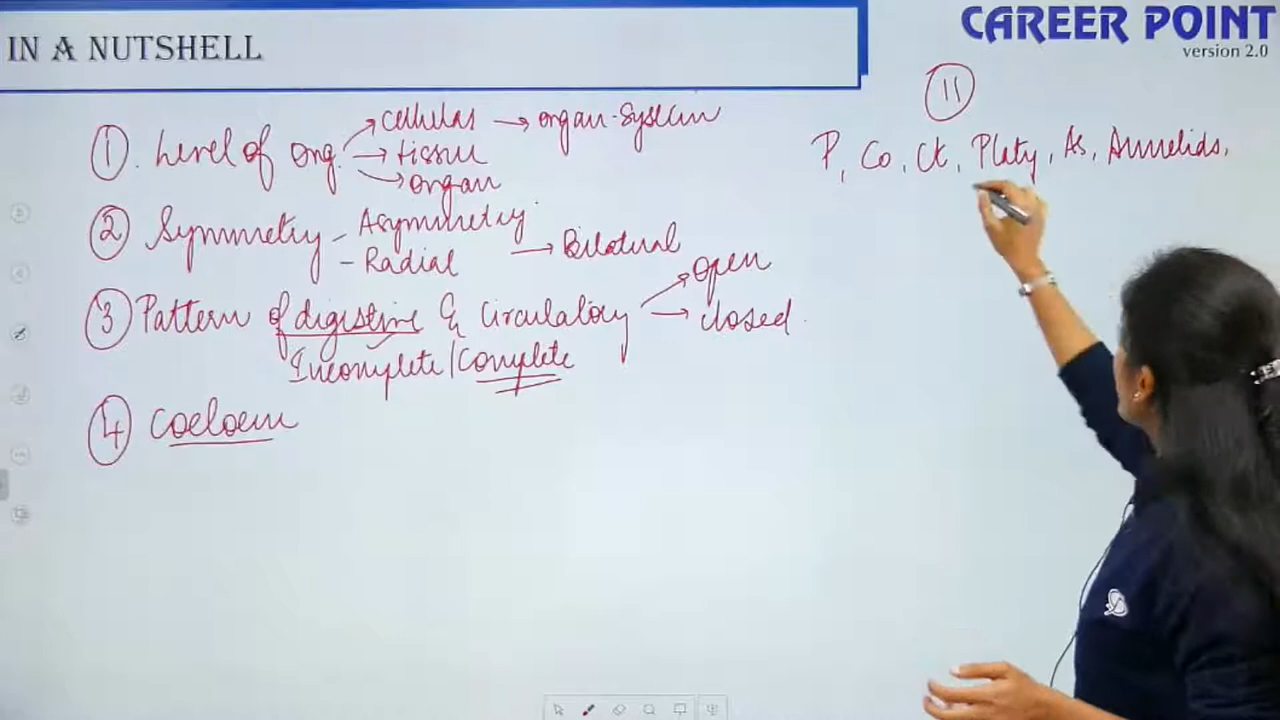 IN A NUTSHELL
CAREER POINT
version 2.0
11
P, Co, Ct, Platy, As, Annelids,
1. Level of org. → cellular → organ-system
→ tissue
→ organ
2 Symmetry - Asymmetry
- Radial → Bilateral
3 Pattern of digestive & circulatory → open
→ closed.
Incomplete/Complete
4 Coeloem